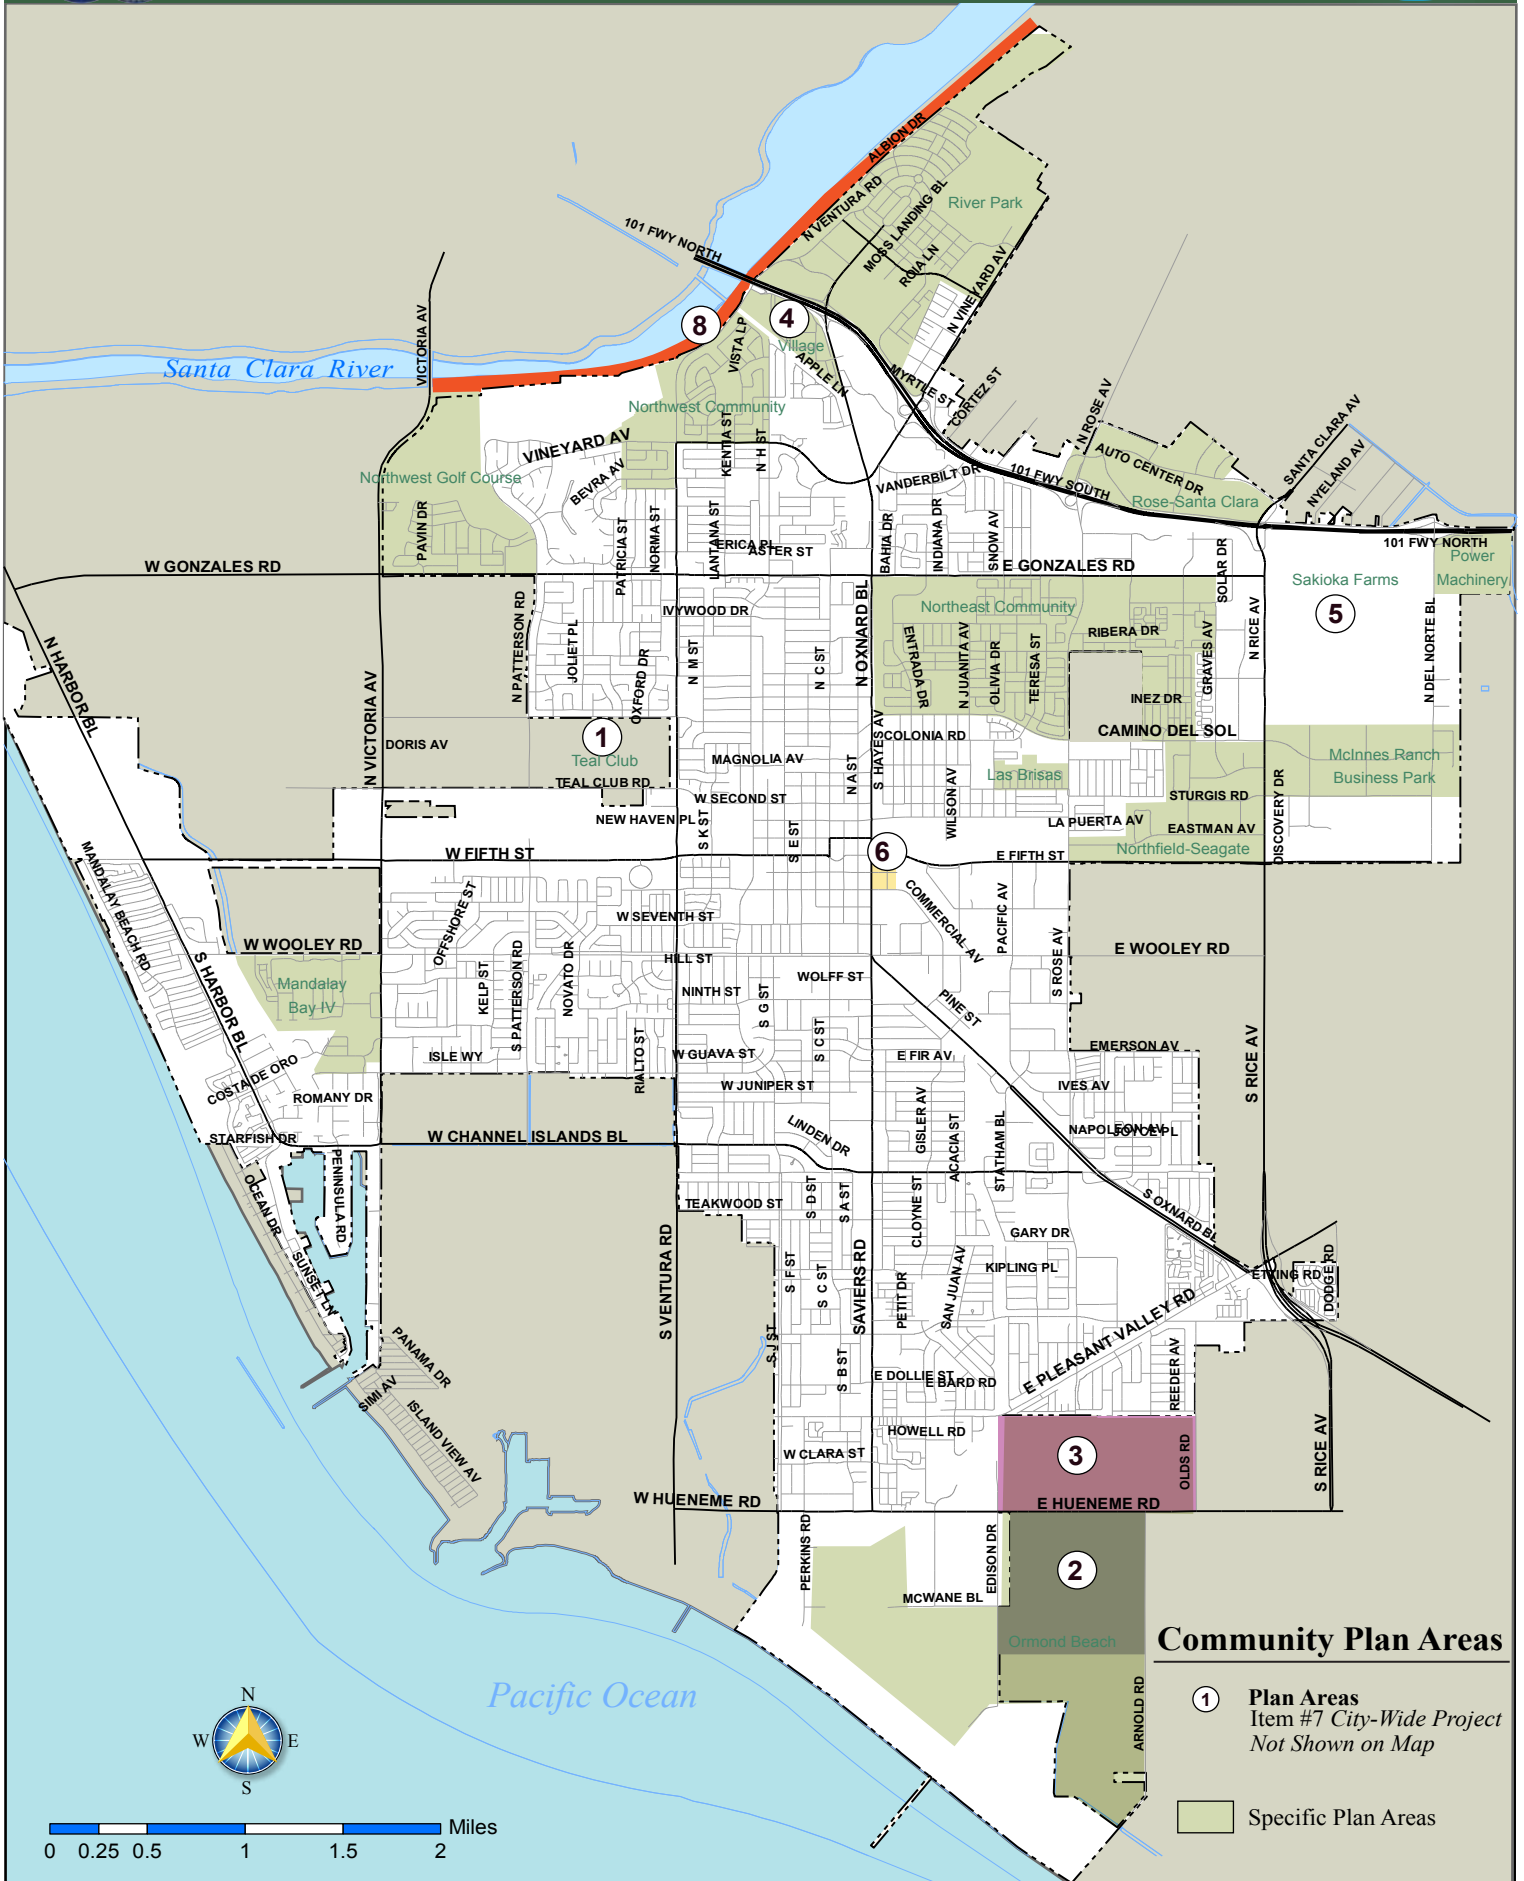 ALBION DR
N VENTURA RD
MOSS LANDING BL
River Park
ROIA LN
N VINEYARD AV
101 FWY NORTH
8
4
Village
VISTA LP
APPLE LN
VICTORIA AV
Santa Clara River
MYRTLE ST
CORTEZ ST
N ROSE AV
Northwest Community
KENTIA ST
N H ST
VINEYARD AV
BEVRA AV
Northwest Golf Course
PAVIN DR
AUTO CENTER DR
SANTA CLARA AV
NYELAND AV
VANDERBILT DR
101 FWY SOUTH
Rose-Santa Clara
101 FWY NORTH
Power
Machinery
PATRICIA ST
NORMA ST
LANTANA ST
ERICA PL
ASTER ST
BAHIA DR
INDIANA DR
SNOW AV
SOLAR DR
W GONZALES RD
E GONZALES RD
Sakioka Farms
5
N PATTERSON RD
JOLIET PL
OXFORD DR
IVYWOOD DR
N M ST
N C ST
N OXNARD BL
Northeast Community
ENTRADA DR
N JUANITA AV
OLIVIA DR
TERESA ST
RIBERA DR
INEZ DR
GRAVES AV
N RICE AV
N DEL NORTE BL
N HARBOR BL
N VICTORIA AV
DORIS AV
1
Teal Club
TEAL CLUB RD
MAGNOLIA AV
N A ST
S HAYES AV
COLONIA RD
CAMINO DEL SOL
Las Brisas
McInnes Ranch
Business Park
W SECOND ST
NEW HAVEN PL
S K ST
S E ST
WILSON AV
STURGIS RD
LA PUERTA AV
EASTMAN AV
Northfield-Seagate
DISCOVERY DR
W FIFTH ST
6
E FIFTH ST
MANDALAY BEACH RD
OFFSHORE ST
W SEVENTH ST
COMMERCIAL AV
PACIFIC AV
S ROSE AV
W WOOLEY RD
E WOOLEY RD
S HARBOR BL
Mandalay
Bay IV
KELP ST
S PATTERSON RD
NOVATO DR
HILL ST
NINTH ST
WOLFF ST
S G ST
S C ST
PINE ST
RIALTO ST
ISLE WY
W GUAVA ST
E FIR AV
EMERSON AV
S RICE AV
COSTA DE ORO
ROMANY DR
W JUNIPER ST
IVES AV
GISLER AV
ACACIA ST
STATHAM BL
NAPOLEON AV
JOYCE PL
STARFISH DR
W CHANNEL ISLANDS BL
LINDEN DR
PENINSULA RD
OCEAN DR
SUNSET LN
TEAKWOOD ST
S D ST
S A ST
CLOYNE ST
GARY DR
S OXNARD BL
S VENTURA RD
S F ST
S C ST
SAVIERS RD
PETIT DR
SAN JUAN AV
KIPLING PL
ETTING RD
DODGE RD
E PLEASANT VALLEY RD
PANAMA DR
SIMI AV
ISLAND VIEW AV
S J ST
S B ST
E DOLLIE ST
E BARD RD
REEDER AV
HOWELL RD
W CLARA ST
3
OLDS RD
S RICE AV
W HUENEME RD
E HUENEME RD
PERKINS RD
EDISON DR
2
MCWANE BL
Ormond Beach
ARNOLD RD
Pacific Ocean
Community Plan Areas
1
Plan Areas
Item #7 City-Wide Project
Not Shown on Map
Specific Plan Areas
N
W
E
S
Miles
0 0.25 0.5 1 1.5 2